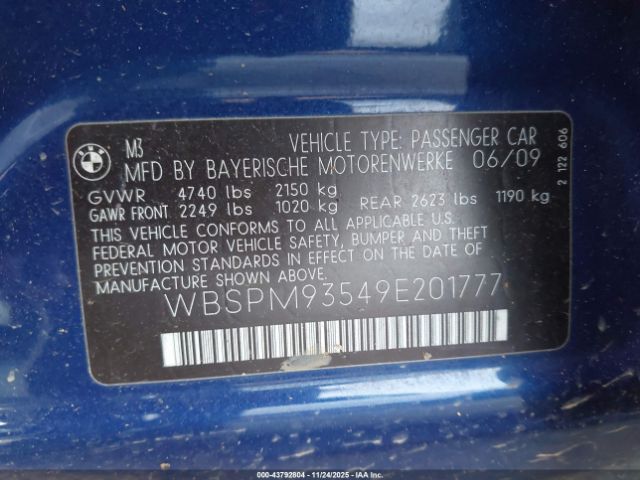 M3 VEHICLE TYPE: PASSENGER CAR
MFD BY BAYERISCHE MOTORENWERKE 06/09
GVWR 4740 lbs 2150 kg
GAWR FRONT 2249 lbs 1020 kg REAR 2623 lbs 1190 kg
THIS VEHICLE CONFORMS TO ALL APPLICABLE U.S.
FEDERAL MOTOR VEHICLE SAFETY, BUMPER AND THEFT
PREVENTION STANDARDS IN EFFECT ON THE DATE OF
MANUFACTURE SHOWN ABOVE.
WBSPM93549E201777
2 122 606
000-43792804 | 11/24/2025 - IAA Inc. Copyright